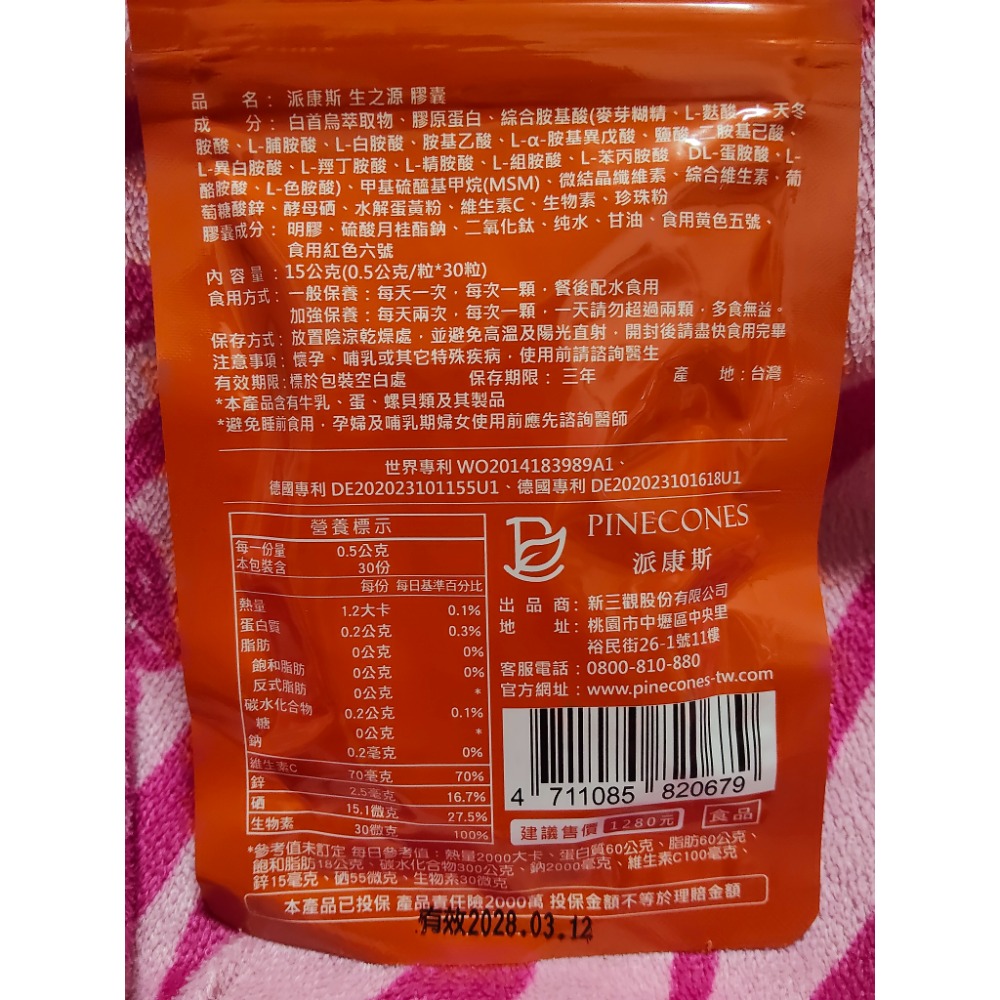 品　　名：派康斯 生之源 膠囊
成　　分：白首烏萃取物、膠原蛋白、綜合胺基酸(麥芽糊精、L-麩酸、L-天冬
胺酸、L-脯胺酸、L-白胺酸、胺基乙酸、L-α-胺基異戊酸、鹽酸-二胺基己酸、
L-異白胺酸、L-羥丁胺酸、L-精胺酸、L-組胺酸、L-苯丙胺酸、DL-蛋胺酸、L-
酪胺酸、L-色胺酸)、甲基硫醯基甲烷(MSM)、微結晶纖維素、綜合維生素、葡
萄糖酸鋅、酵母硒、水解蛋黃粉、維生素C、生物素、珍珠粉
膠囊成分：明膠、硫酸月桂酯鈉、二氧化鈦、纯水、甘油、食用黄色五號、
食用紅色六號
內 容 量：15公克(0.5公克/粒*30粒)
食用方式：一般保養：每天一次，每次一顆，餐後配水食用
加強保養：每天兩次，每次一顆，一天請勿超過兩顆，多食無益。
保存方式：放置陰涼乾燥處，並避免高溫及陽光直射，開封後請盡快食用完畢
注意事項：懷孕、哺乳或其它特殊疾病，使用前請諮詢醫生
有效期限：標於包裝空白處　保存期限：三年　產　地：台灣
*本產品含有牛乳、蛋、螺貝類及其製品
*避免睡前食用，孕婦及哺乳期婦女使用前應先諮詢醫師
世界專利 WO2014183989A1、
德國專利 DE202023101155U1、德國專利 DE202023101618U1
營養標示
每一份量 0.5公克
本包裝含 30份
每份 每日基準百分比
熱量 1.2大卡 0.1%
蛋白質 0.2公克 0.3%
脂肪 0公克 0%
飽和脂肪 0公克 0%
反式脂肪 0公克 *
碳水化合物 0.2公克 0.1%
糖 0公克 *
鈉 0.2毫克 0%
維生素C 70毫克 70%
鋅 2.5毫克 16.7%
硒 15.1微克 27.5%
生物素 30微克 100%
PINECONES
派康斯
出 品 商：新三觀股份有限公司
地　　址：桃園市中壢區中央里
裕民街26-1號11樓
客服電話：0800-810-880
官方網址：www.pinecones-tw.com
4 711085 820679
建議售價 1280元 食品
*參考值未訂定 每日參考值：熱量2000大卡、蛋白質60公克、脂肪60公克、
飽和脂肪18公克、碳水化合物300公克、鈉2000毫克、維生素C100毫克、
鋅15毫克、硒55微克、生物素30微克
本產品已投保 產品責任險2000萬 投保金額不等於理賠金額
有效2028.03.12